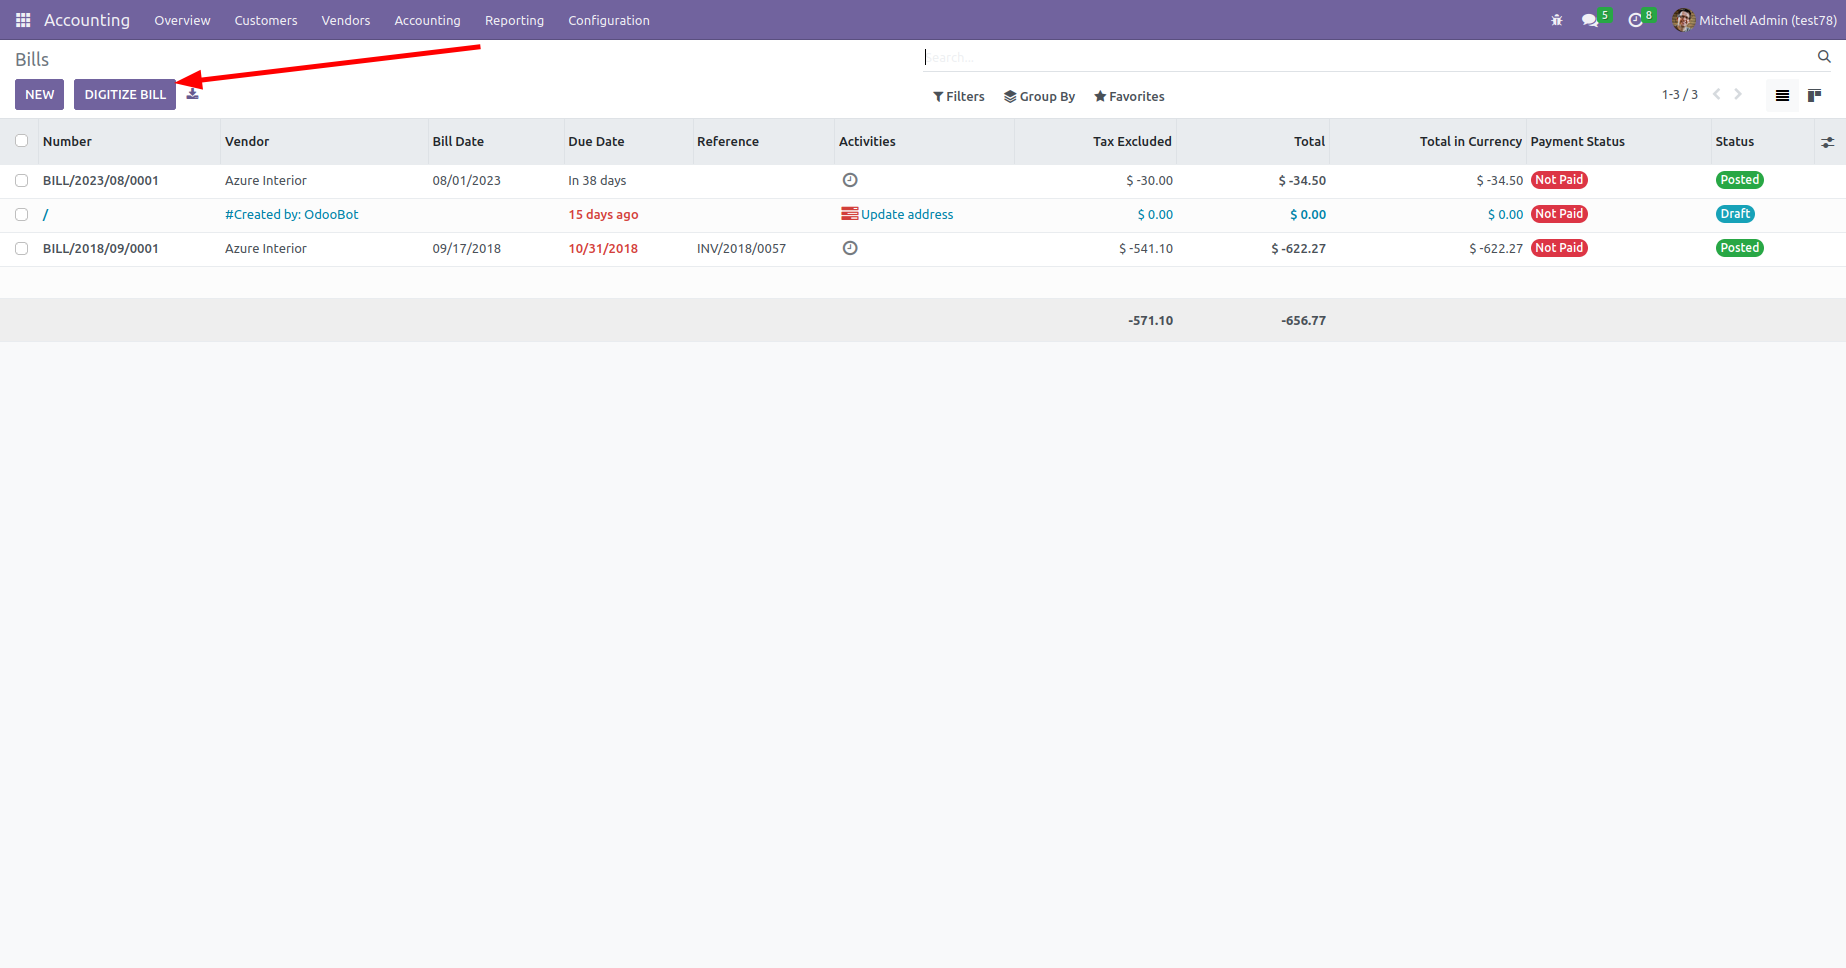 Accounting Overview Customers Vendors Accounting Reporting Configuration 5 8 Mitchell Admin (test78)
Bills Search...
NEW DIGITIZE BILL Filters Group By Favorites 1-3 / 3
Number Vendor Bill Date Due Date Reference Activities Tax Excluded Total Total in Currency Payment Status Status
BILL/2023/08/0001 Azure Interior 08/01/2023 In 38 days $ -30.00 $ -34.50 $ -34.50 Not Paid Posted
/ #Created by: OdooBot 15 days ago Update address $ 0.00 $ 0.00 $ 0.00 Not Paid Draft
BILL/2018/09/0001 Azure Interior 09/17/2018 10/31/2018 INV/2018/0057 $ -541.10 $ -622.27 $ -622.27 Not Paid Posted
-571.10 -656.77